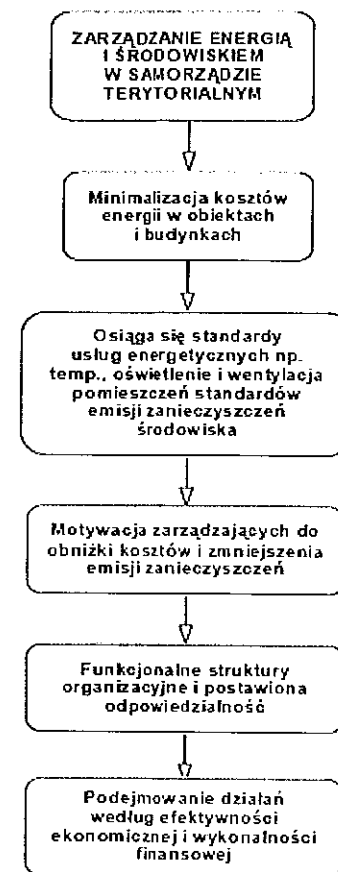 ZARZĄDZANIE ENERGIĄ
I ŚRODOWISKIEM
W SAMORZĄDZIE
TERYTORIALNYM
Minimalizacja kosztów
energii w obiektach
i budynkach
Osiąga się standardy
usług energetycznych np.
temp., oświetlenie i wentylacja
pomieszczeń standardów
emisji zanieczyszczeń
środowiska
Motywacja zarządzających do
obniżki kosztów i zmniejszenia
emisji zanieczyszczeń
Funkcjonalne struktury
organizacyjne i postawiona
odpowiedzialność
Podejmowanie działań
według efektywności
ekonomicznej i wykonalności
finansowej